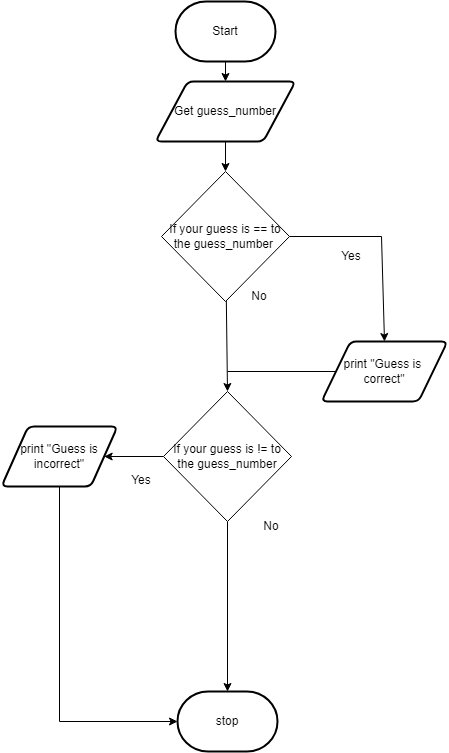 Start
Get guess_number
If your guess is == to
the guess_number
Yes
No
print "Guess is
correct"
If your guess is != to
the guess_number
print "Guess is
incorrect"
Yes
No
stop